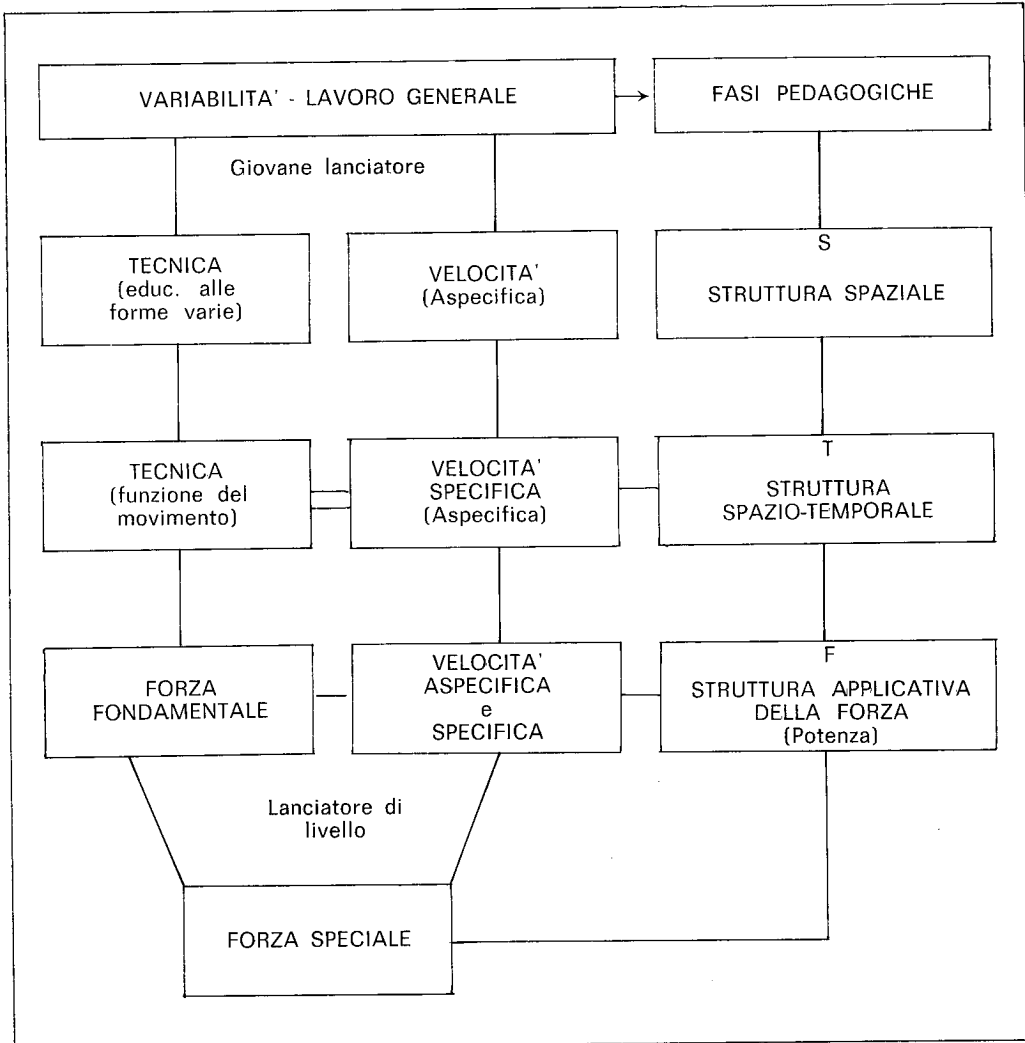 VARIABILITA' - LAVORO GENERALE
FASI PEDAGOGICHE
Giovane lanciatore
TECNICA
(educ. alle
forme varie)
VELOCITA'
(Aspecifica)
S
STRUTTURA SPAZIALE
TECNICA
(funzione del
movimento)
VELOCITA'
SPECIFICA
(Aspecifica)
T
STRUTTURA
SPAZIO-TEMPORALE
FORZA
FONDAMENTALE
VELOCITA'
ASPECIFICA
e
SPECIFICA
F
STRUTTURA APPLICATIVA
DELLA FORZA
(Potenza)
Lanciatore di
livello
FORZA SPECIALE